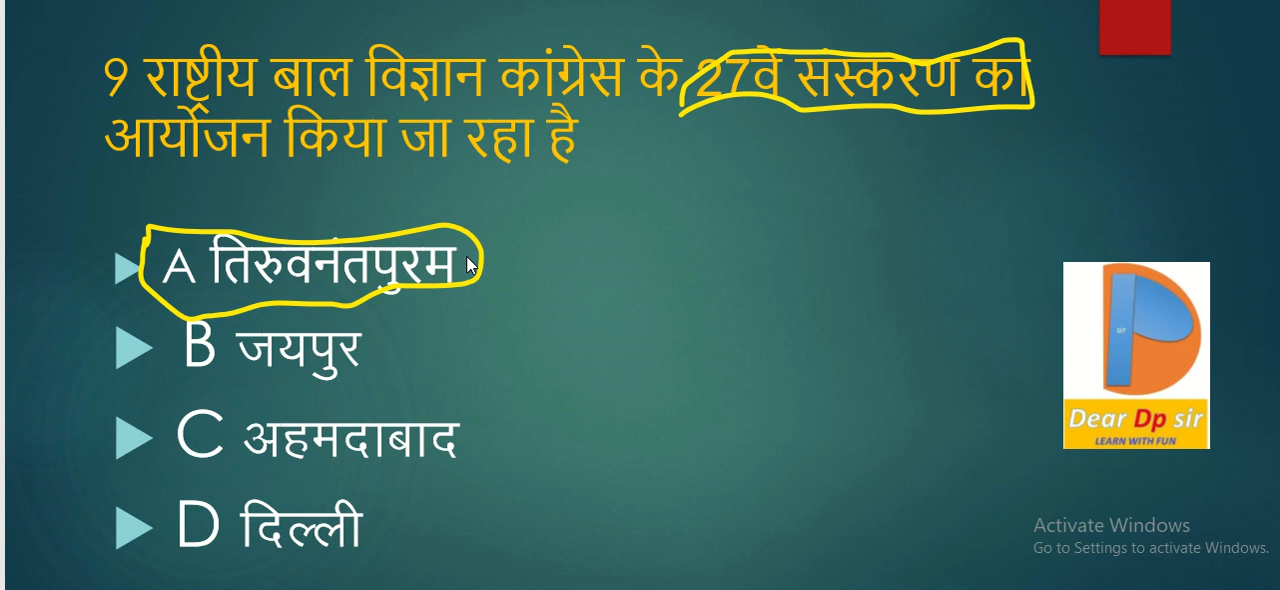 9 राष्ट्रीय बाल विज्ञान कांग्रेस के 27वें संस्करण का
आयोजन किया जा रहा है
A तिरुवनंतपुरम
B जयपुर
C अहमदाबाद
D दिल्ली
sir
Dear Dp sir
LEARN WITH FUN
Activate Windows
Go to Settings to activate Windows.